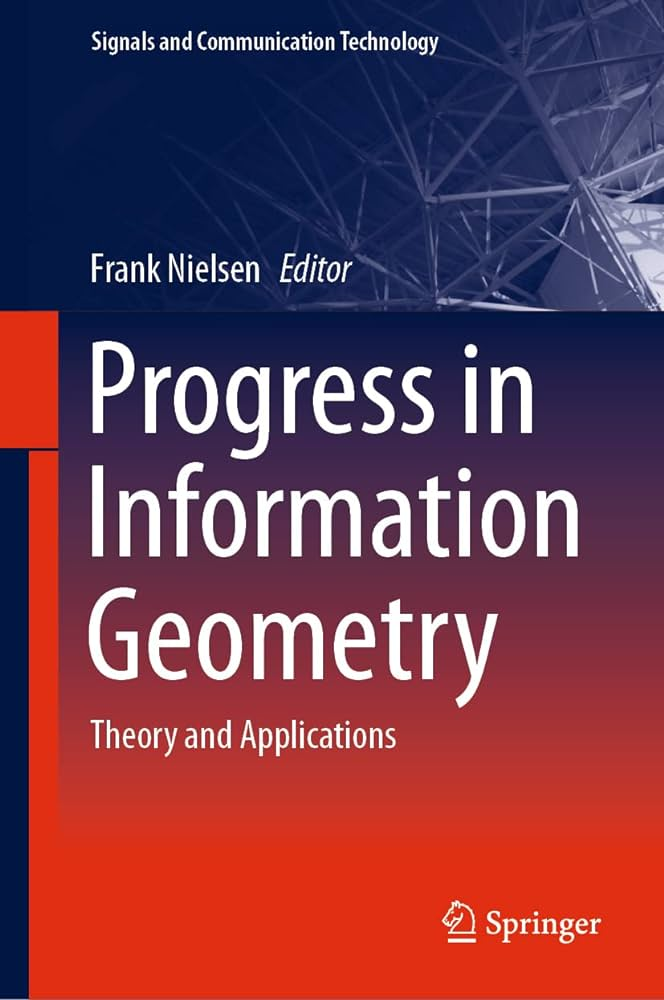 Signals and Communication Technology
Frank Nielsen Editor
Progress in
Information
Geometry
Theory and Applications
Springer